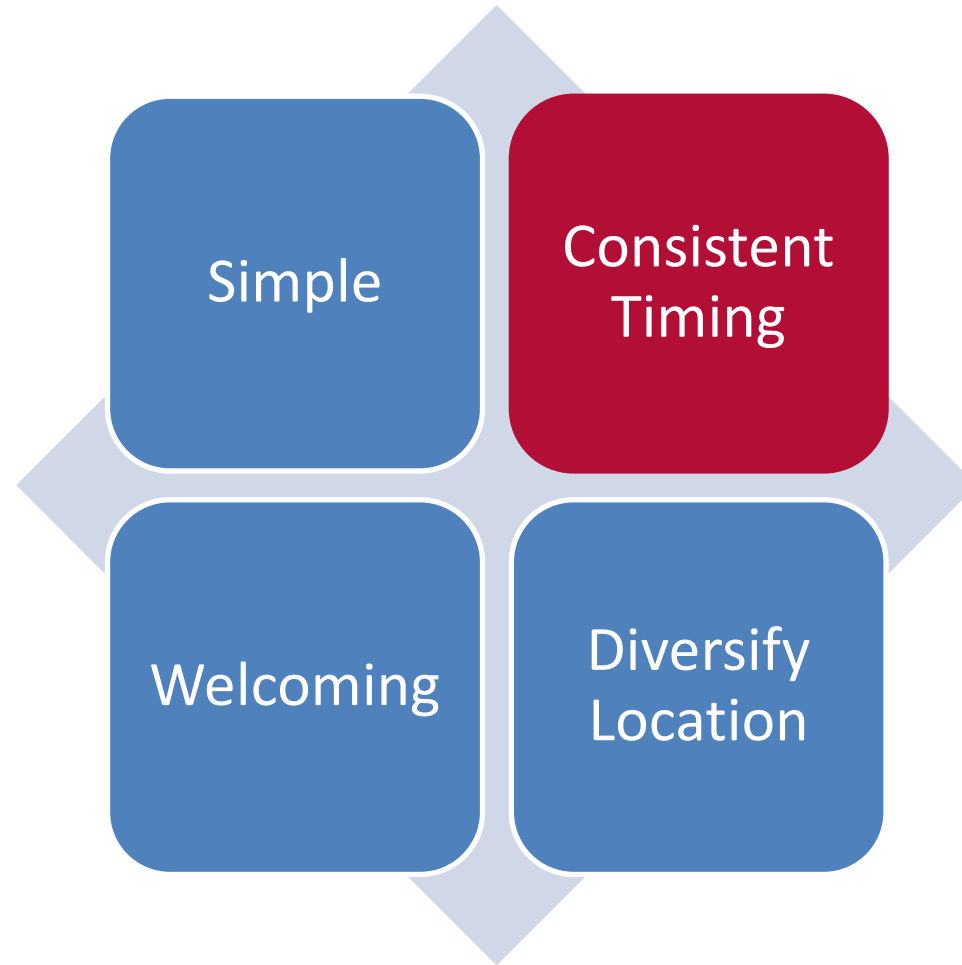 Simple
Consistent
Timing
Welcoming
Diversify
Location